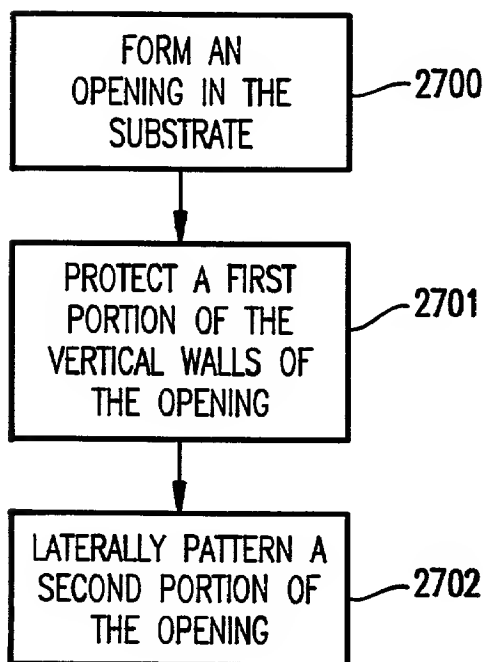 FORM AN
OPENING IN THE
SUBSTRATE
2700
PROTECT A FIRST
PORTION OF THE
VERTICAL WALLS OF
THE OPENING
2701
LATERALLY PATTERN A
SECOND PORTION OF
THE OPENING
2702